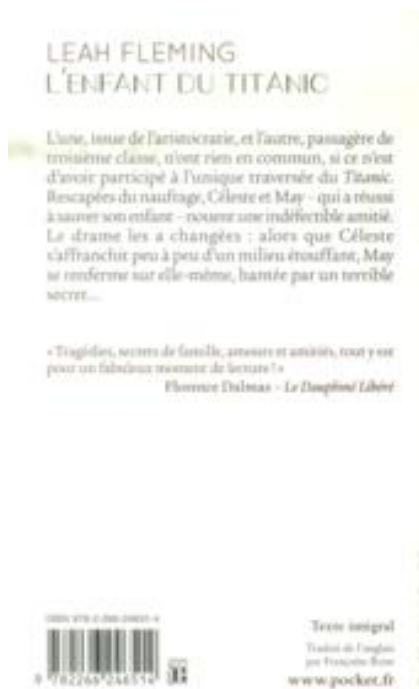 LEAH FLEMING
L'ENFANT DU TITANIC
L'une, issue de l'aristocratie, et l'autre, passagère de
troisième classe, n'ont rien en commun, si ce n'est
d'avoir participé à l'unique traversée du Titanic.
Rescapées du naufrage, Céleste et May - qui a réussi
à sauver son enfant - nouent une indéfectible amitié.
Le drame les a changées : alors que Céleste
s'affranchit peu à peu d'un milieu étouffant, May
se renferme sur elle-même, hantée par un terrible
secret...
« Tragédies, secrets de famille, amours et amitiés, tout y est
pour un fabuleux moment de lecture ! »
Florence Dalmas - Le Dauphiné Libéré
Texte intégral
Traduit de l'anglais
par Françoise
www.pocket.fr
9 782266 246514